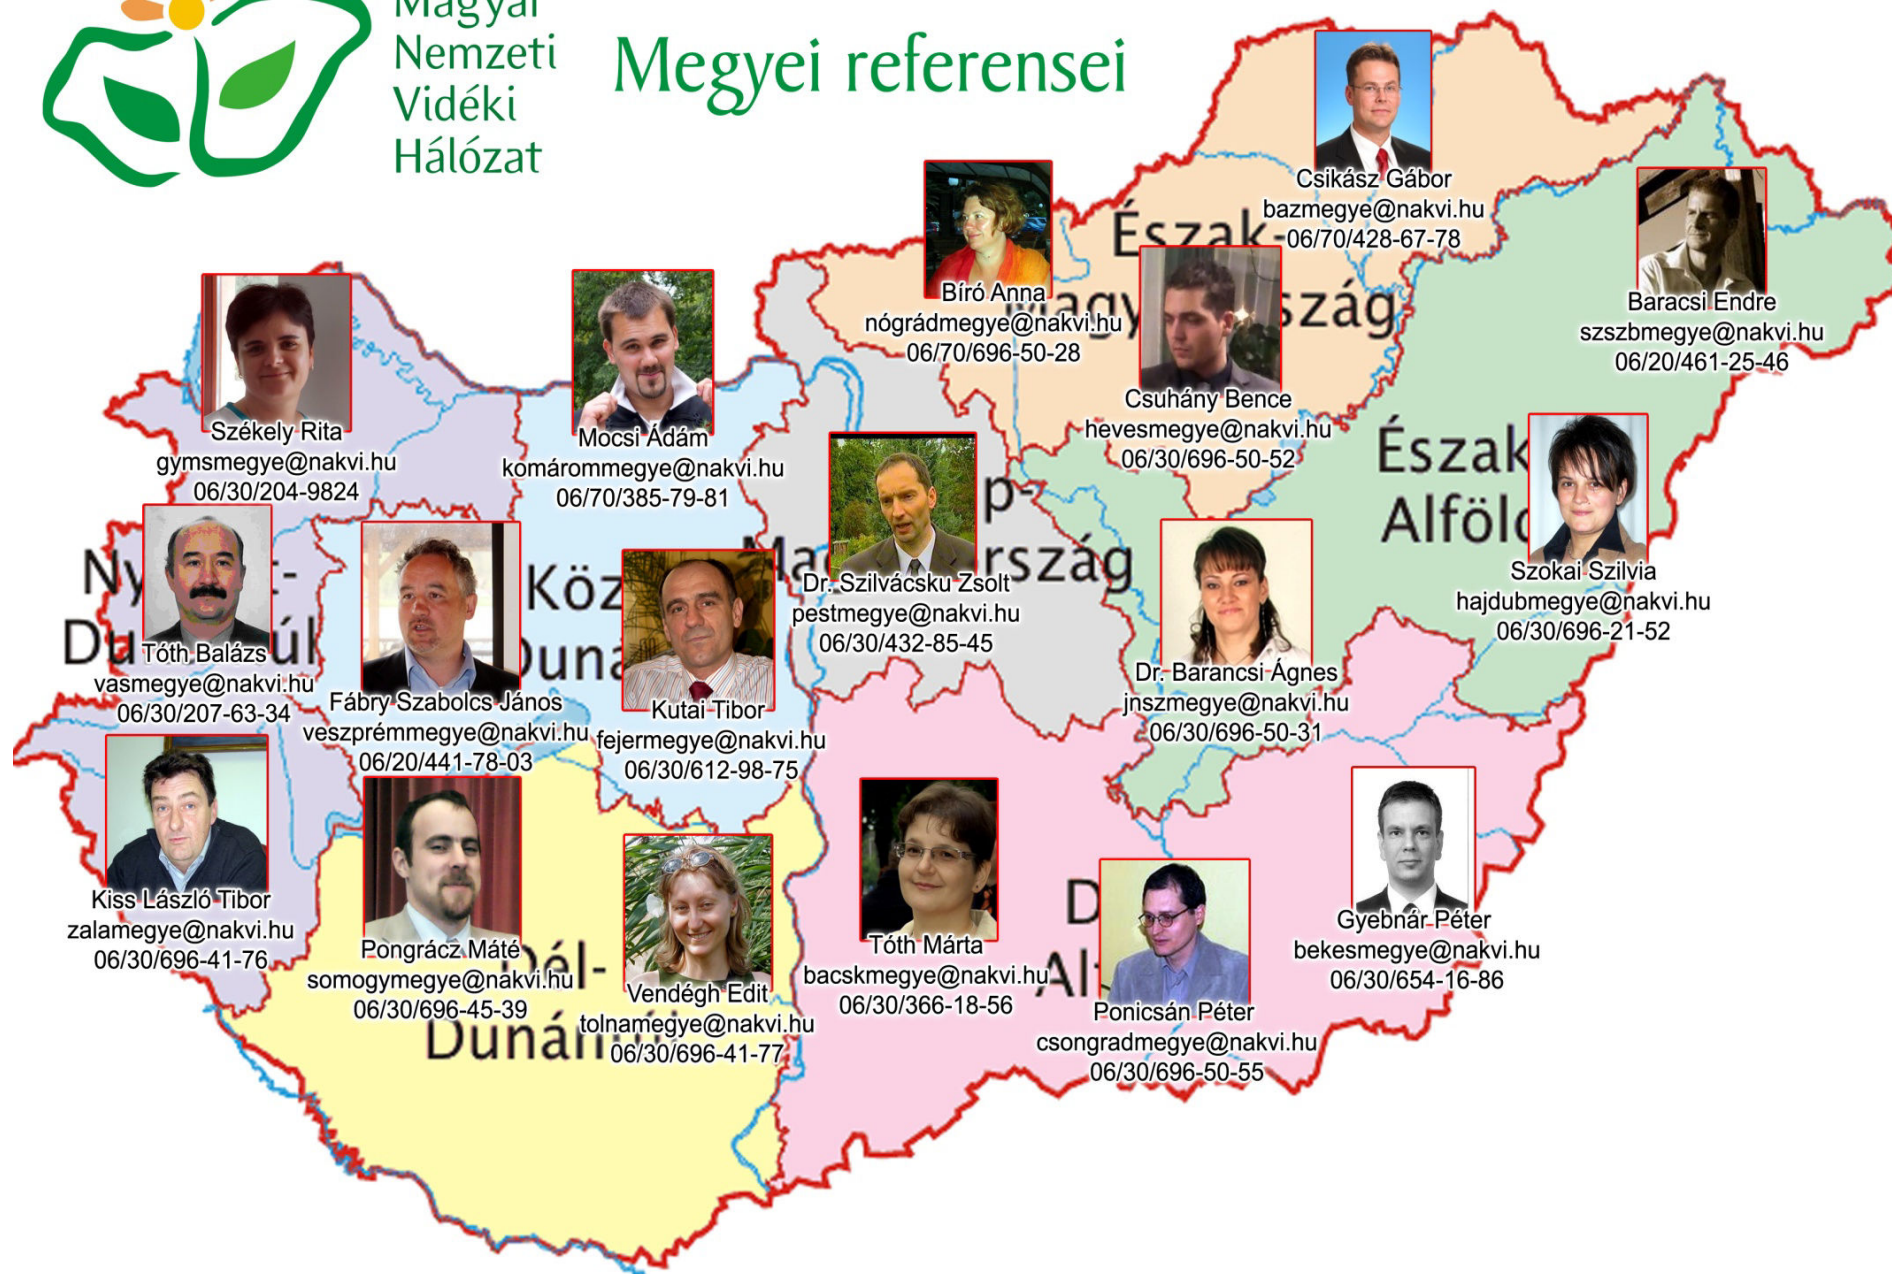 Magyar
Nemzeti
Vidéki
Hálózat
Megyei referensei
Csikász Gábor
bazmegye@nakvi.hu
06/70/428-67-78
Észak-
Bíró Anna
nógrádmegye@nakvi.hu
06/70/696-50-28
Baracsi Endre
szszbmegye@nakvi.hu
06/20/461-25-46
Csuhány Bence
hevesmegye@nakvi.hu
06/30/696-50-52
Székely Rita
gymsmegye@nakvi.hu
06/30/204-9824
Mocsi Ádám
komárommegye@nakvi.hu
06/70/385-79-81
Észak
Szokai Szilvia
hajdubmegye@nakvi.hu
06/30/696-21-52
Dr. Szilvácsku Zsolt
pestmegye@nakvi.hu
06/30/432-85-45
Tóth Balázs
vasmegye@nakvi.hu
06/30/207-63-34
Fábry Szabolcs János
veszprémmegye@nakvi.hu
06/20/441-78-03
Kutai Tibor
fejermegye@nakvi.hu
06/30/612-98-75
Dr. Barancsi Ágnes
jnszmegye@nakvi.hu
06/30/696-50-31
Kiss László Tibor
zalamegye@nakvi.hu
06/30/696-41-76
Pongrácz Máté
somogymegye@nakvi.hu
06/30/696-45-39
Dél-
Vendégh Edit
tolnamegye@nakvi.hu
06/30/696-41-77
Tóth Márta
bacskmegye@nakvi.hu
06/30/366-18-56
Ponicsán Péter
csongradmegye@nakvi.hu
06/30/696-50-55
Gyebnár Péter
bekesmegye@nakvi.hu
06/30/654-16-86